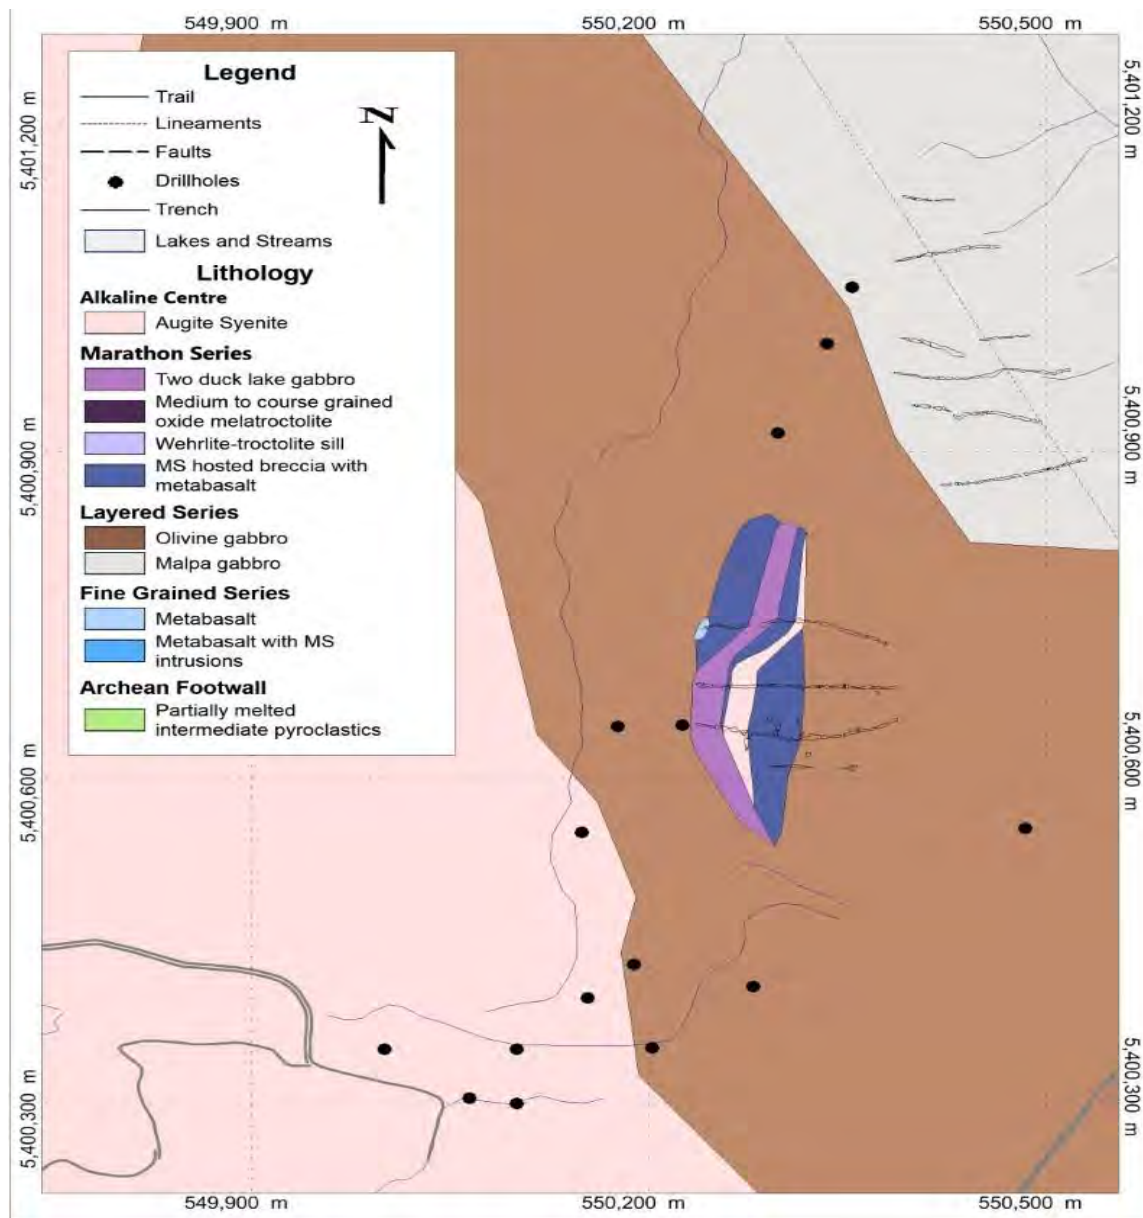 549,900 m
550,200 m
550,500 m
5,401,200 m
5,400,900 m
5,400,600 m
5,400,300 m
Legend
Trail
Lineaments
Faults
Drillholes
Trench
Lakes and Streams
N
Lithology
Alkaline Centre
Augite Syenite
Marathon Series
Two duck lake gabbro
Medium to course grained
oxide melatroctolite
Wehrlite-troctolite sill
MS hosted breccia with
metabasalt
Layered Series
Olivine gabbro
Malpa gabbro
Fine Grained Series
Metabasalt
Metabasalt with MS
intrusions
Archean Footwall
Partially melted
intermediate pyroclastics
5,401,200 m
5,400,900 m
5,400,600 m
5,400,300 m
549,900 m
550,200 m
550,500 m